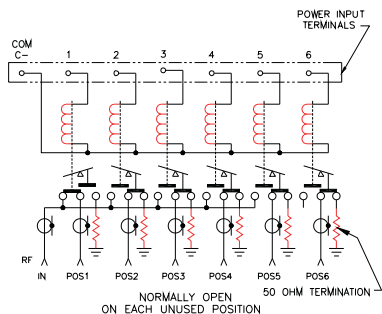 POWER INPUT
TERMINALS
COM
C- 1 2 3 4 5 6
RF
IN POS1 POS2 POS3 POS4 POS5 POS6
50 OHM TERMINATION
NORMALLY OPEN
ON EACH UNUSED POSITION